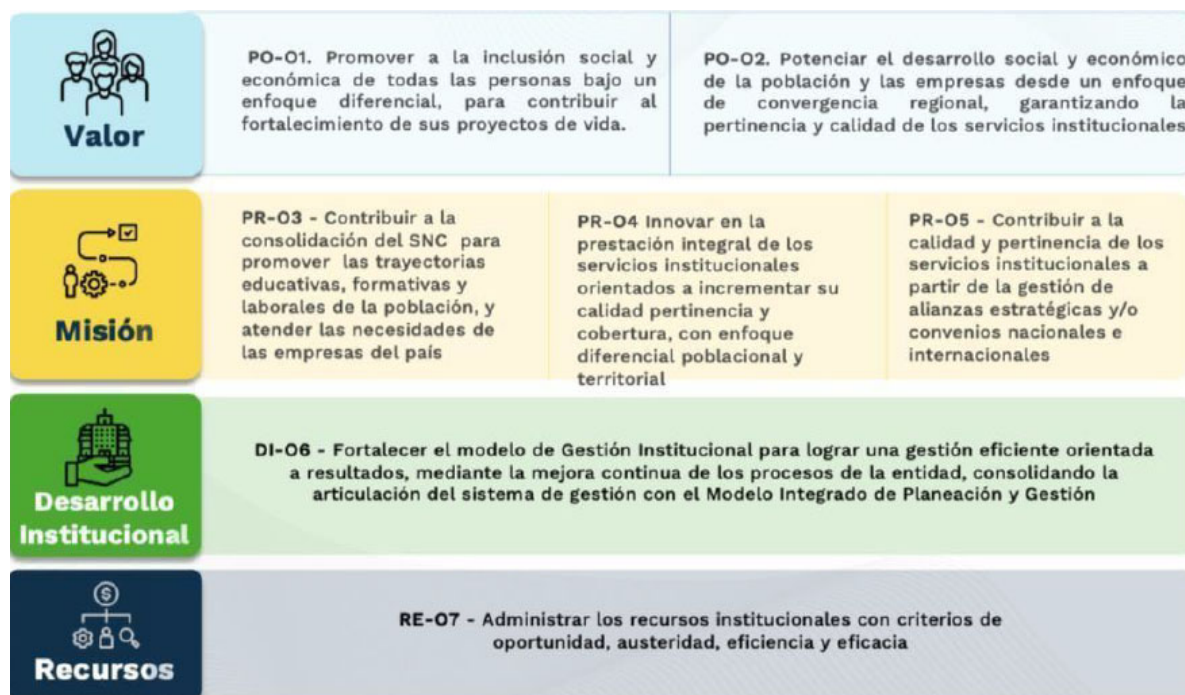 Valor
PO-O1. Promover a la inclusión social y
económica de todas las personas bajo un
enfoque diferencial, para contribuir al
fortalecimiento de sus proyectos de vida.
PO-O2. Potenciar el desarrollo social y económico
de la población y las empresas desde un enfoque
de convergencia regional, garantizando la
pertinencia y calidad de los servicios institucionales
Misión
PR-O3 - Contribuir a la
consolidación del SNC para
promover las trayectorias
educativas, formativas y
laborales de la población, y
atender las necesidades de
las empresas del país
PR-O4 Innovar en la
prestación integral de los
servicios institucionales
orientados a incrementar su
calidad pertinencia y
cobertura, con enfoque
diferencial poblacional y
territorial
PR-O5 - Contribuir a la
calidad y pertinencia de los
servicios institucionales a
partir de la gestión de
alianzas estratégicas y/o
convenios nacionales e
internacionales
Desarrollo
Institucional
DI-O6 - Fortalecer el modelo de Gestión Institucional para lograr una gestión eficiente orientada
a resultados, mediante la mejora continua de los procesos de la entidad, consolidando la
articulación del sistema de gestión con el Modelo Integrado de Planeación y Gestión
$
Recursos
RE-O7 - Administrar los recursos institucionales con criterios de
oportunidad, austeridad, eficiencia y eficacia